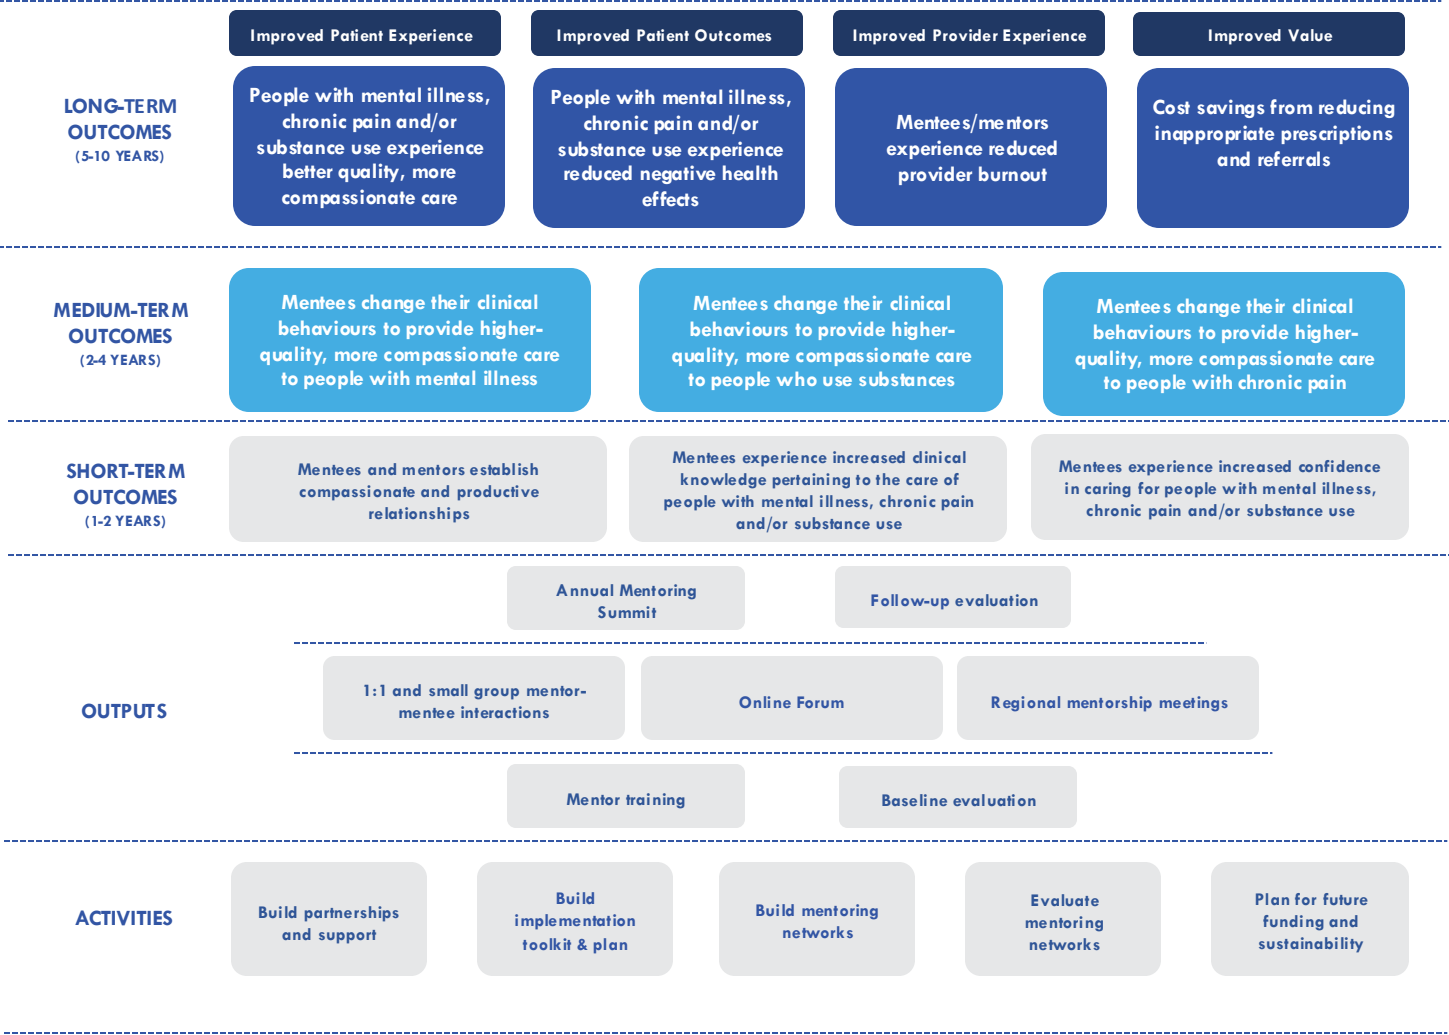 Improved Patient Experience
Improved Patient Outcomes
Improved Provider Experience
Improved Value
LONG-TERM
OUTCOMES
(5-10 YEARS)
People with mental illness,
chronic pain and/or
substance use experience
better quality, more
compassionate care
People with mental illness,
chronic pain and/or
substance use experience
reduced negative health
effects
Mentees/mentors
experience reduced
provider burnout
Cost savings from reducing
inappropriate prescriptions
and referrals
MEDIUM-TERM
OUTCOMES
(2-4 YEARS)
Mentees change their clinical
behaviours to provide higher-
quality, more compassionate care
to people with mental illness
Mentees change their clinical
behaviours to provide higher-
quality, more compassionate care
to people who use substances
Mentees change their clinical
behaviours to provide higher-
quality, more compassionate care
to people with chronic pain
SHORT-TERM
OUTCOMES
(1-2 YEARS)
Mentees and mentors establish
compassionate and productive
relationships
Mentees experience increased clinical
knowledge pertaining to the care of
people with mental illness, chronic pain
and/or substance use
Mentees experience increased confidence
in caring for people with mental illness,
chronic pain and/or substance use
OUTPUTS
Annual Mentoring
Summit
Follow-up evaluation
1:1 and small group mentor-
mentee interactions
Online Forum
Regional mentorship meetings
Mentor training
Baseline evaluation
ACTIVITIES
Build partnerships
and support
Build
implementation
toolkit & plan
Build mentoring
networks
Evaluate
mentoring
networks
Plan for future
funding and
sustainability